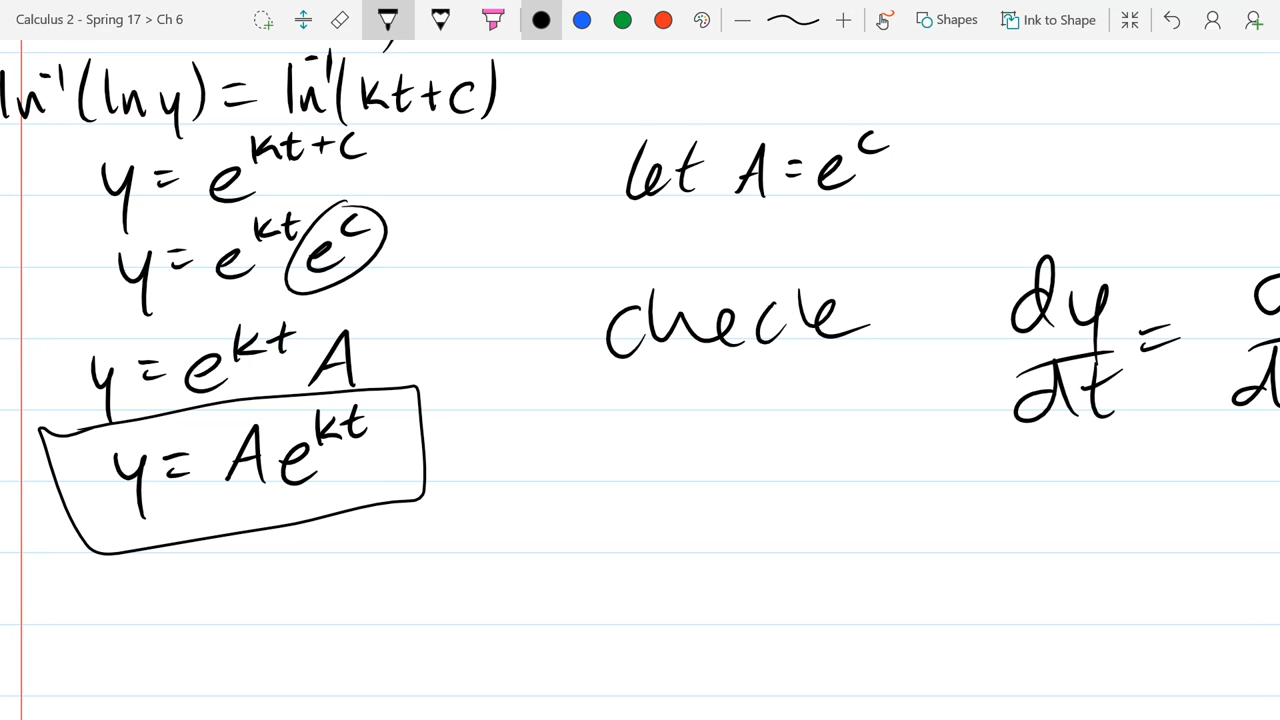 Calculus 2 - Spring 17 > Ch 6
Shapes
Ink to Shape
ln⁻¹(ln y) = ln⁻¹(kt+c)
y = e^(kt+c)
y = e^(kt) e^c
y = e^(kt) A
y = Ae^(kt)
let A = e^c
check dy/dt =